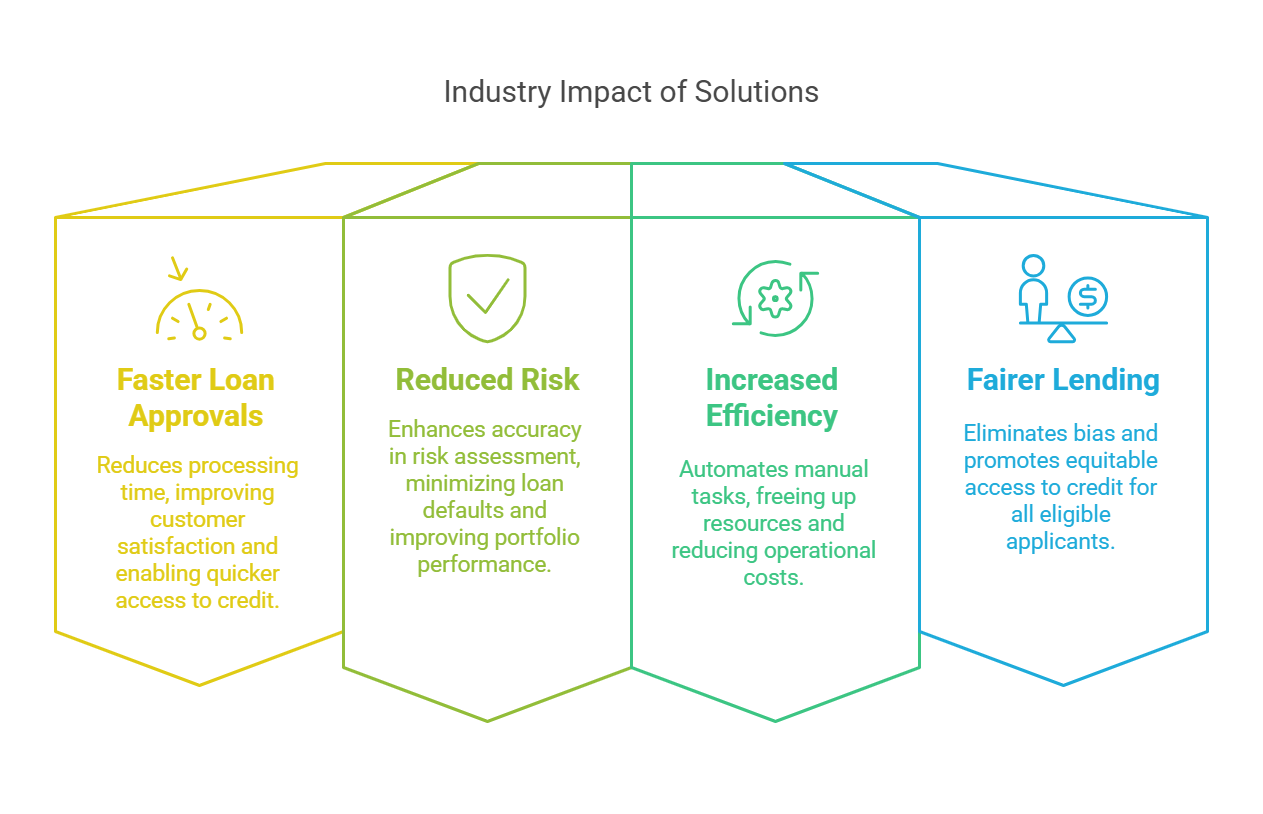 Industry Impact of Solutions
Faster Loan
Approvals
Reduces processing
time, improving
customer
satisfaction and
enabling quicker
access to credit.
Reduced Risk
Enhances accuracy
in risk assessment,
minimizing loan
defaults and
improving portfolio
performance.
Increased
Efficiency
Automates manual
tasks, freeing up
resources and
reducing operational
costs.
Fairer Lending
Eliminates bias and
promotes equitable
access to credit for
all eligible
applicants.
$